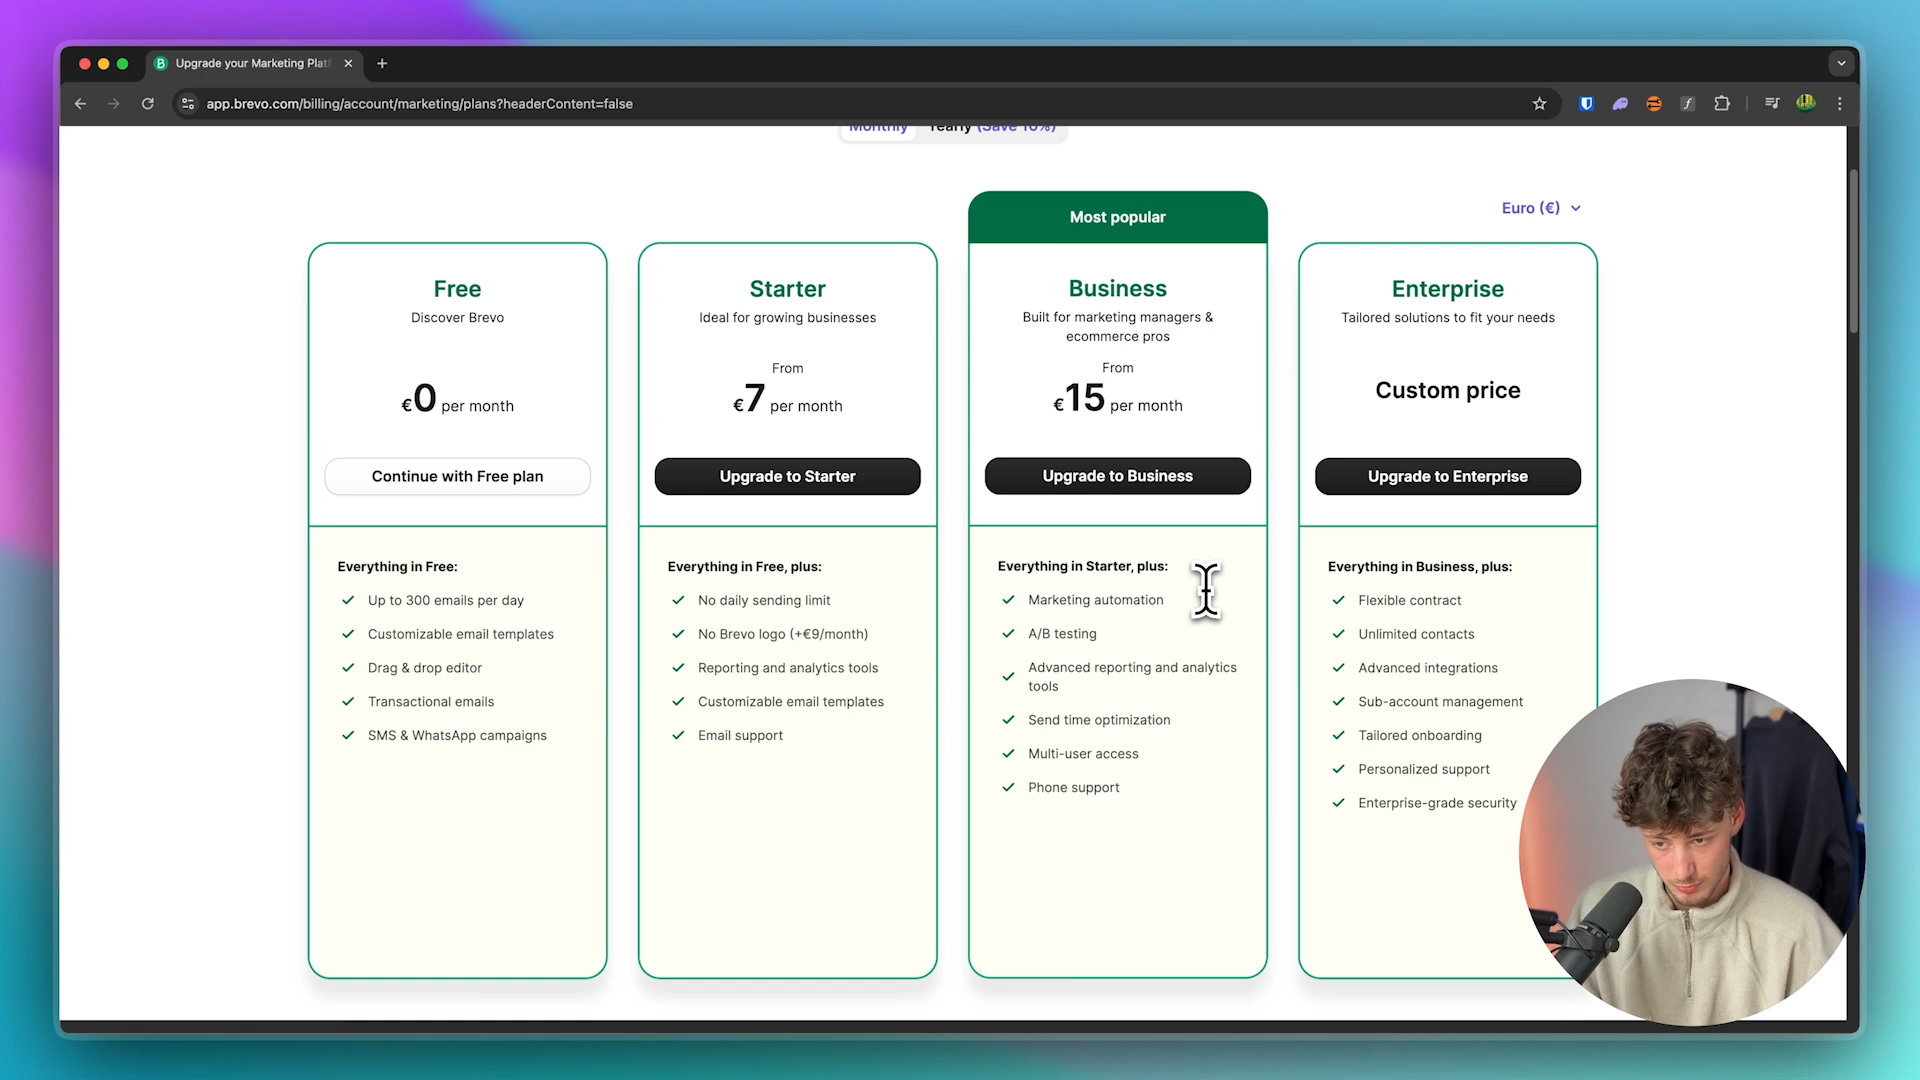 Upgrade your Marketing Platf
app.brevo.com/billing/account/marketing/plans?headerContent=false
Monthly Yearly (Save 10%)
Euro (€)
Most popular
Free
Discover Brevo
€0 per month
Continue with Free plan
Everything in Free:
Up to 300 emails per day
Customizable email templates
Drag & drop editor
Transactional emails
SMS & WhatsApp campaigns
Starter
Ideal for growing businesses
From
€7 per month
Upgrade to Starter
Everything in Free, plus:
No daily sending limit
No Brevo logo (+€9/month)
Reporting and analytics tools
Customizable email templates
Email support
Business
Built for marketing managers &
ecommerce pros
From
€15 per month
Upgrade to Business
Everything in Starter, plus:
Marketing automation
A/B testing
Advanced reporting and analytics
tools
Send time optimization
Multi-user access
Phone support
Enterprise
Tailored solutions to fit your needs
Custom price
Upgrade to Enterprise
Everything in Business, plus:
Flexible contract
Unlimited contacts
Advanced integrations
Sub-account management
Tailored onboarding
Personalized support
Enterprise-grade security